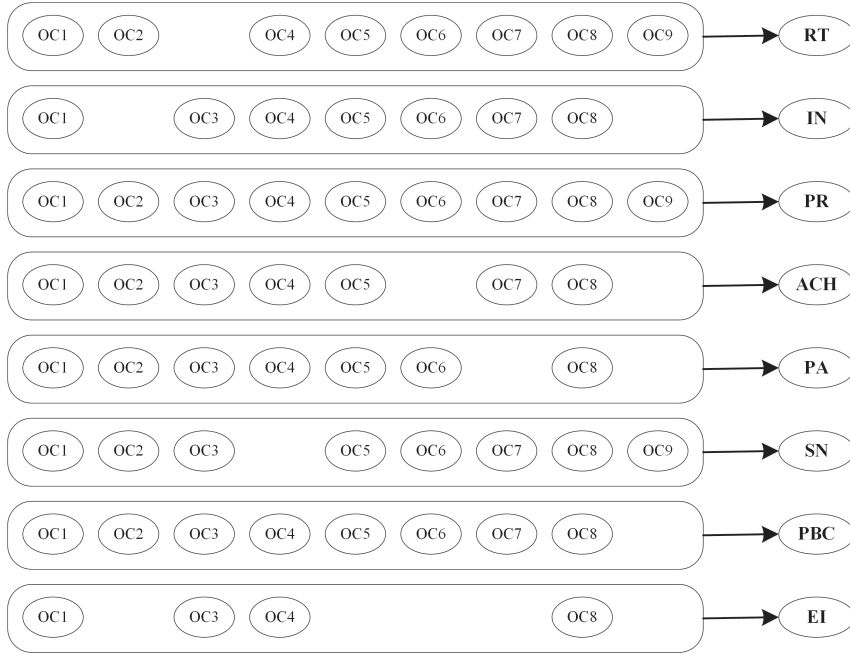 OC1 OC2 OC4 OC5 OC6 OC7 OC8 OC9 RT
OC1 OC3 OC4 OC5 OC6 OC7 OC8 IN
OC1 OC2 OC3 OC4 OC5 OC6 OC7 OC8 OC9 PR
OC1 OC2 OC3 OC4 OC5 OC7 OC8 ACH
OC1 OC2 OC3 OC4 OC5 OC6 OC8 PA
OC1 OC2 OC3 OC5 OC6 OC7 OC8 OC9 SN
OC1 OC2 OC3 OC4 OC5 OC6 OC7 OC8 PBC
OC1 OC3 OC4 OC8 EI